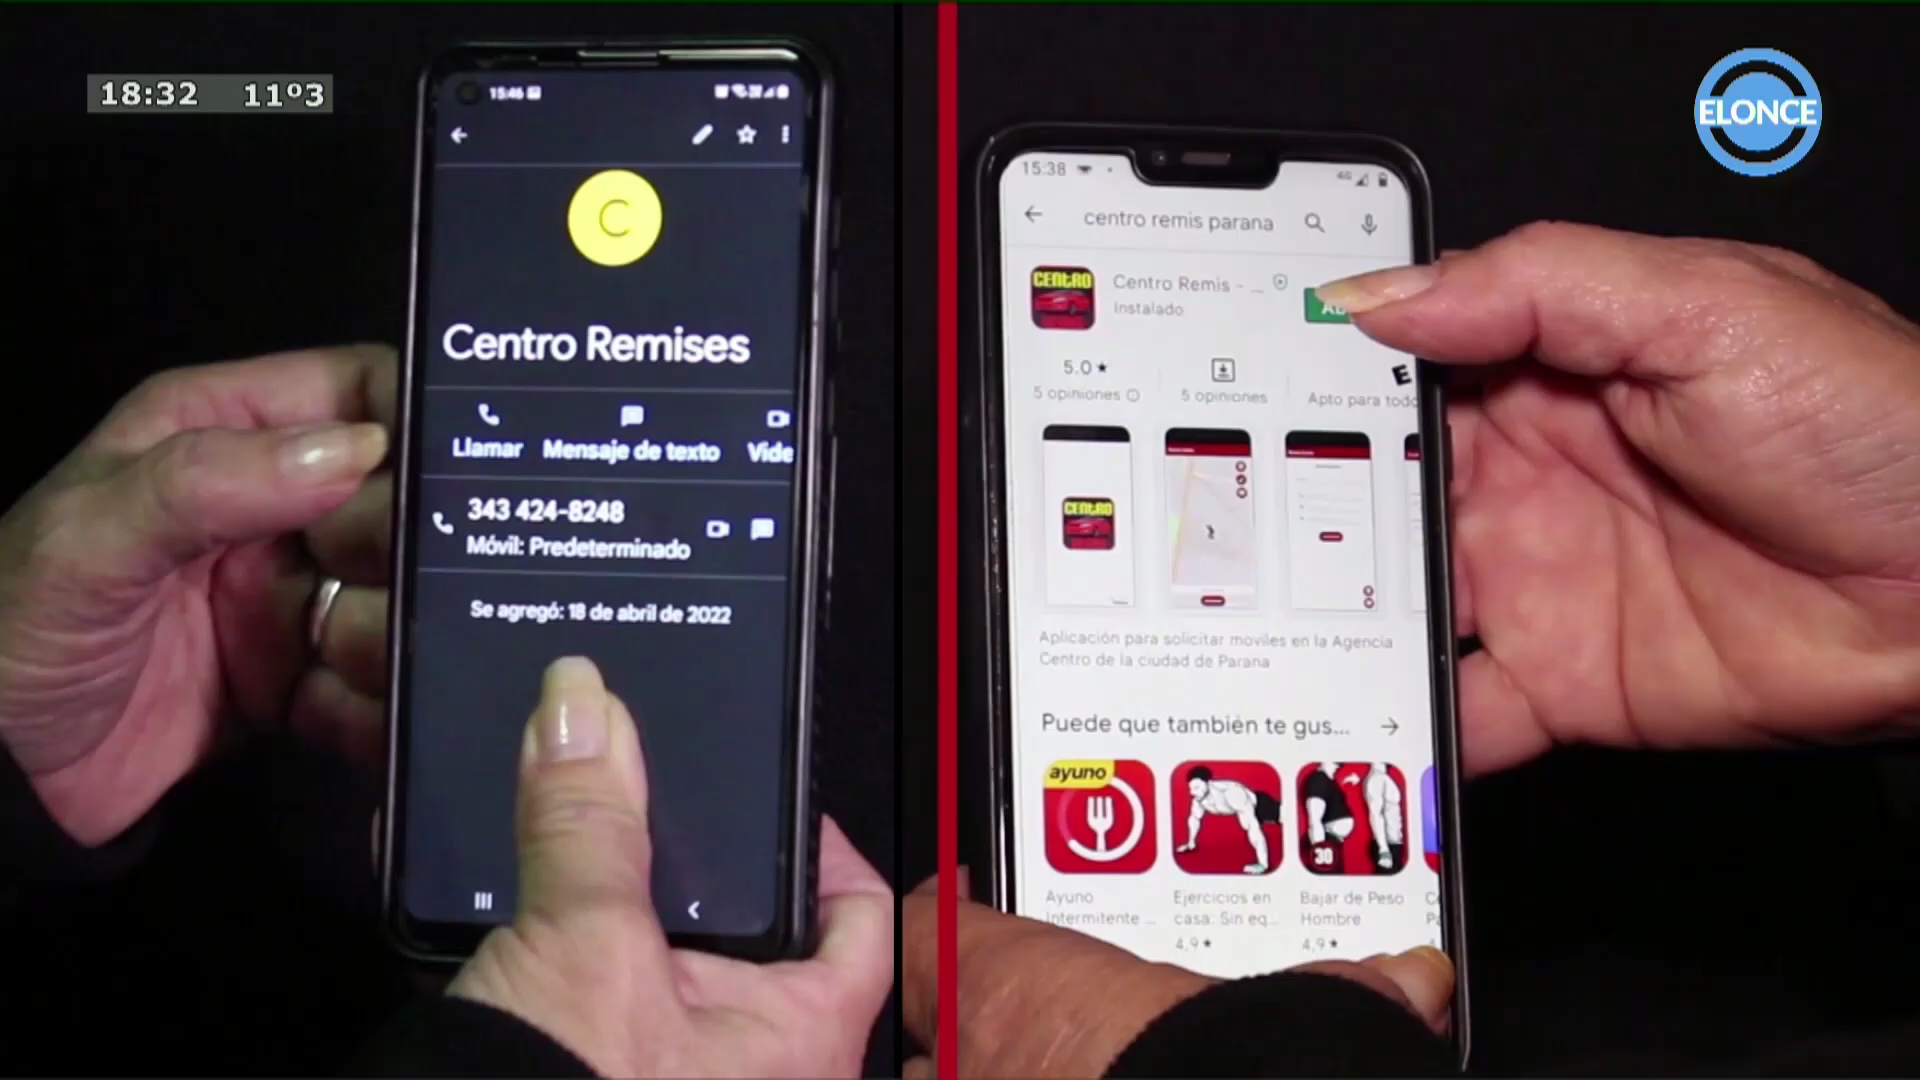 18:32 11º3
ELONCE
15:46
Centro Remises
Llamar Mensaje de texto Vide
343 424-8248
Móvil: Predeterminado
Se agregó: 18 de abril de 2022
15:38
4G
centro remis parana
CENTRO
Centro Remis - ...
Instalado
5.0★
5 opiniones
5 opiniones
E
Apto para todo
CENTRO
Aplicación para solicitar moviles en la Agencia
Centro de la ciudad de Parana
Puede que también te gus... →
ayuno
30
Ayuno
Intermitente ...
Ejercicios en
casa: Sin eq...
4,9★
Bajar de Peso
Hombre
4,9★